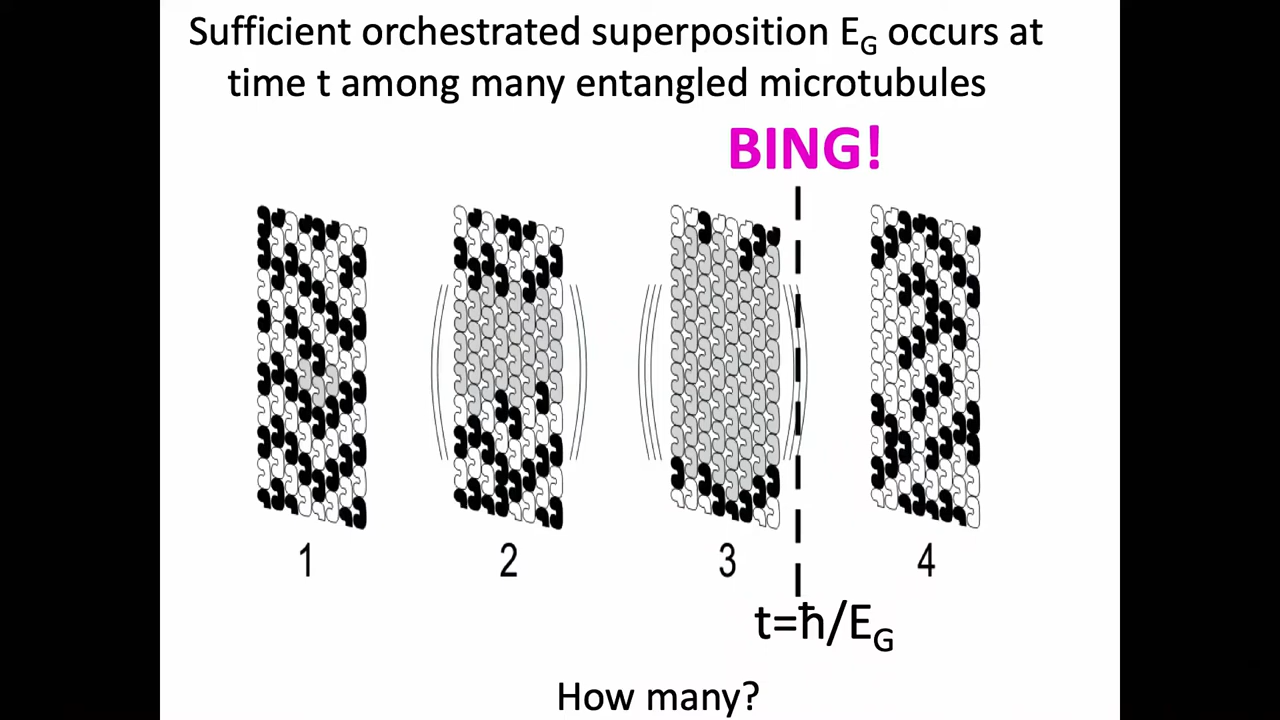 Sufficient orchestrated superposition E_G occurs at
time t among many entangled microtubules
BING!
1 2 3 4
t=ħ/E_G
How many?